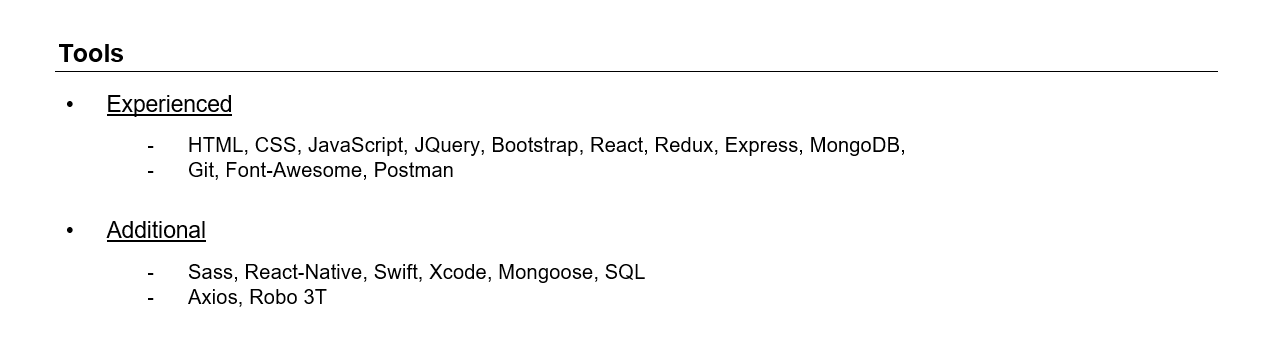 Tools
• Experienced
- HTML, CSS, JavaScript, JQuery, Bootstrap, React, Redux, Express, MongoDB,
- Git, Font-Awesome, Postman
• Additional
- Sass, React-Native, Swift, Xcode, Mongoose, SQL
- Axios, Robo 3T